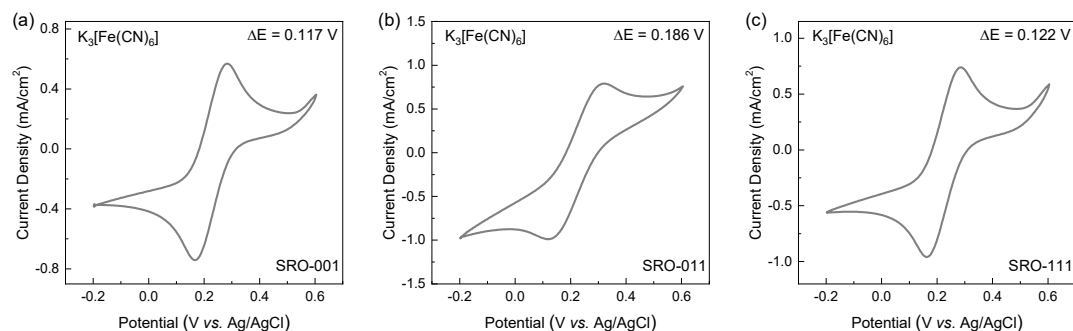 (a)
K3[Fe(CN)6]
ΔE = 0.117 V
0.8
0.4
0.0
-0.4
-0.8
Current Density (mA/cm²)
SRO-001
-0.2 0.0 0.2 0.4 0.6
Potential (V vs. Ag/AgCl)
(b)
K3[Fe(CN)6]
ΔE = 0.186 V
1.5
1.0
0.5
0.0
-0.5
-1.0
-1.5
Current Density (mA/cm²)
SRO-011
-0.2 0.0 0.2 0.4 0.6
Potential (V vs. Ag/AgCl)
(c)
K3[Fe(CN)6]
ΔE = 0.122 V
1.0
0.5
0.0
-0.5
-1.0
Current Density (mA/cm²)
SRO-111
-0.2 0.0 0.2 0.4 0.6
Potential (V vs. Ag/AgCl)